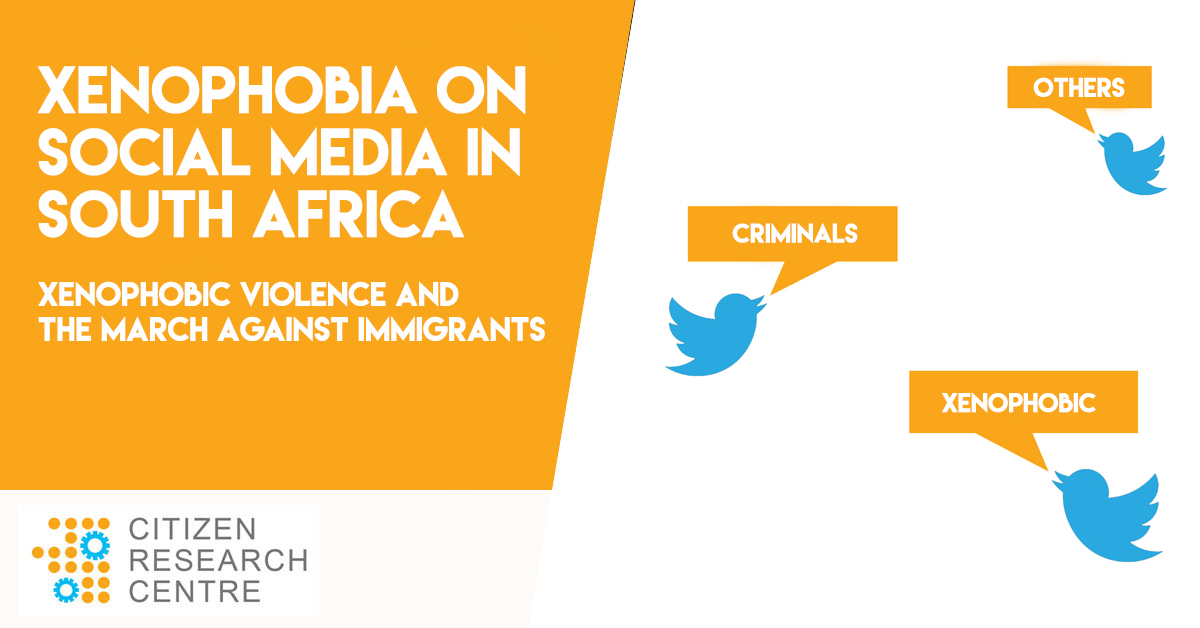 XENOPHOBIA ON
SOCIAL MEDIA IN
SOUTH AFRICA
XENOPHOBIC VIOLENCE AND
THE MARCH AGAINST IMMIGRANTS
CITIZEN
RESEARCH
CENTRE
OTHERS
CRIMINALS
XENOPHOBIC